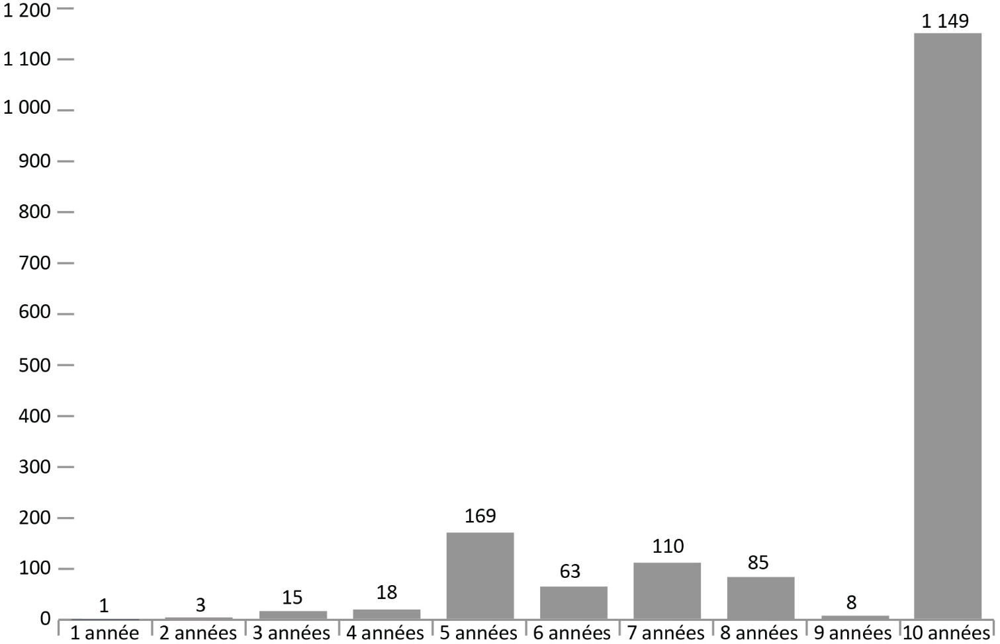 1 200
1 100
1 000
900
800
700
600
500
400
300
200
100
0
1
3
15
18
169
63
110
85
8
1 149
1 année
2 années
3 années
4 années
5 années
6 années
7 années
8 années
9 années
10 années